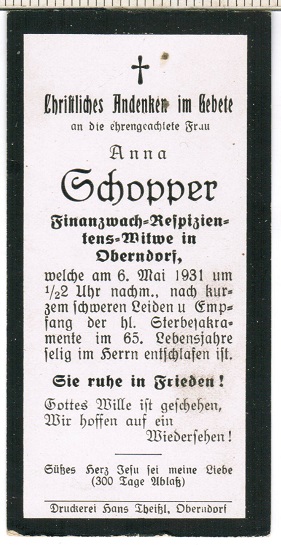 Christliches Andenken im Gebete
an die ehrengeachtete Frau
Anna
Schopper
Finanzwach-Respizien-
tens-Witwe in
Oberndorf,
welche am 6. Mai 1931 um
1/2 2 Uhr nachm., nach kur-
zem schweren Leiden u Emp-
fang der hl. Sterbesakra-
mente im 65. Lebensjahre
selig im Herrn entschlafen ist.
Sie ruhe in Frieden!
Gottes Wille ist geschehen,
Wir hoffen auf ein
Wiedersehen!
Süßes Herz Jesu sei meine Liebe
(300 Tage Ablaß)
Druckerei Hans Theißl, Oberndorf